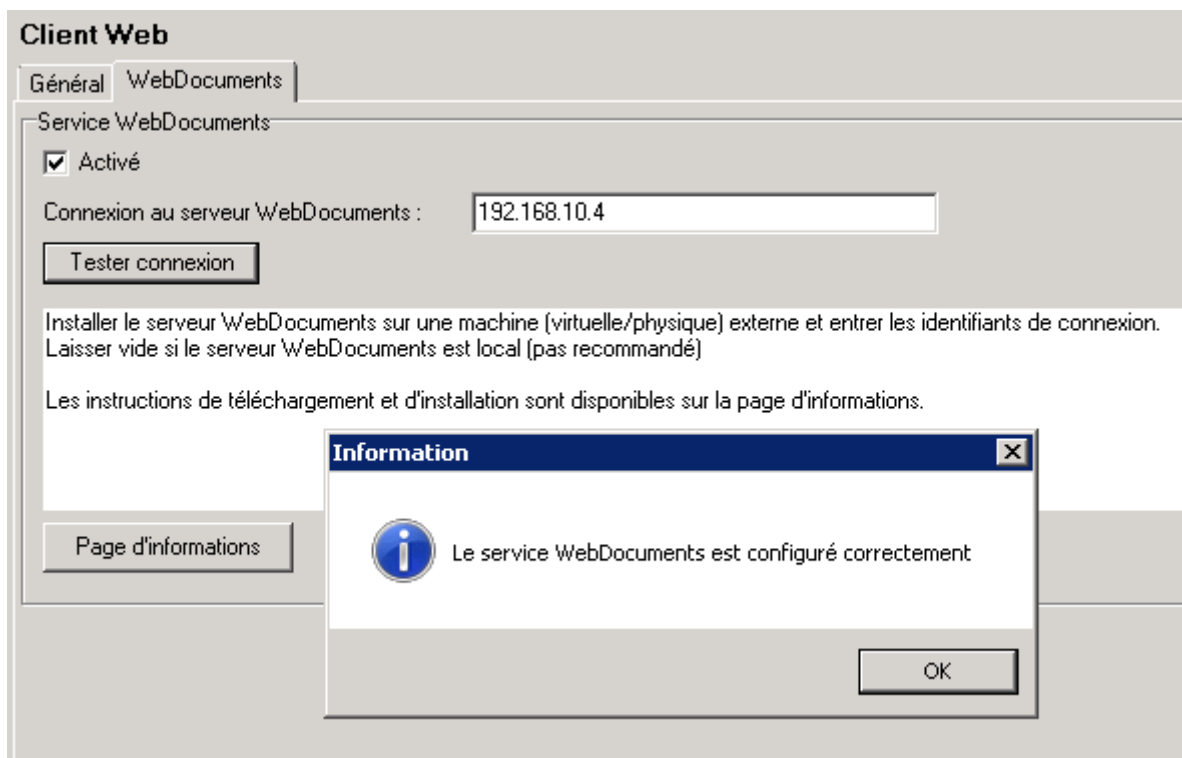 Client Web
Général WebDocuments
Service WebDocuments
Activé
Connexion au serveur WebDocuments : 192.168.10.4
Tester connexion
Installer le serveur WebDocuments sur une machine (virtuelle/physique) externe et entrer les identifiants de connexion.
Laisser vide si le serveur WebDocuments est local (pas recommandé)
Les instructions de téléchargement et d'installation sont disponibles sur la page d'informations.
Information
Page d'informations
Le service WebDocuments est configuré correctement
OK